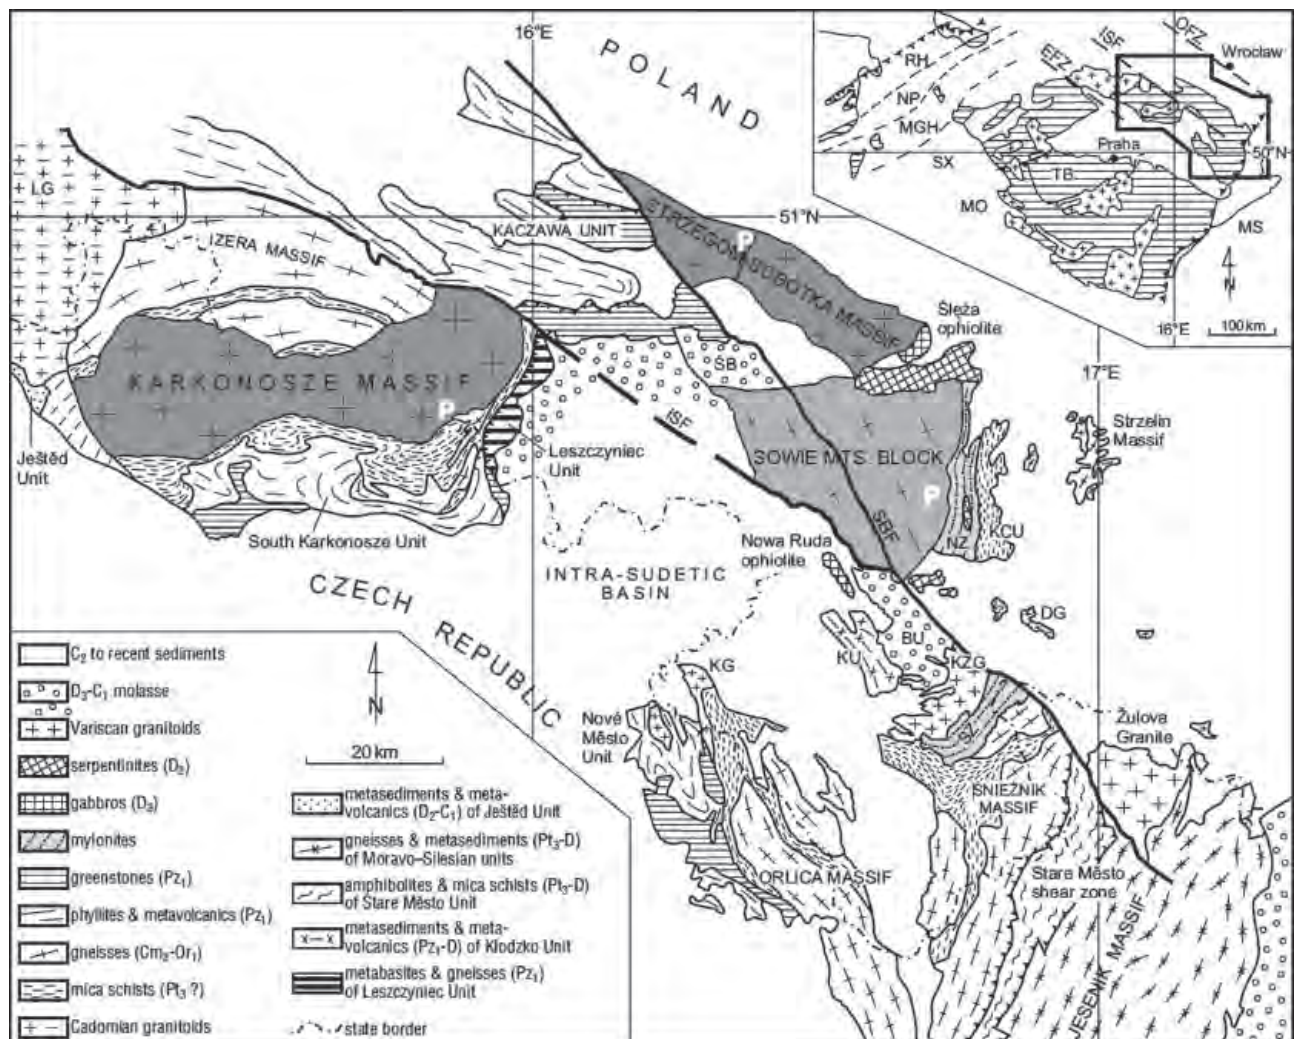 16°E
POLAND
51°N
LG
IZERA MASSIF
KACZAWA UNIT
STRZEGOM-SOBOTKA MASSIF
P
Ślęża
ophiolite
KARKONOSZE MASSIF
P
ŚB
ISF
17°E
Strzelin
Massif
Ještěd
Unit
Leszczyniec
Unit
SOWIE MTS. BLOCK
P
SBF
NZ
KCU
South Karkonosze Unit
Nowa Ruda
ophiolite
INTRA-SUDETIC
BASIN
CZECH REPUBLIC
BU
KU
KZG
DG
KG
Nové
Město
Unit
SZ
Žulova
Granite
ŚNIEŻNIK
MASSIF
ORLICA MASSIF
Stare Město
shear zone
JESENIK MASSIF
RH
NP
MGH
SX
MO
EFZ
ISF
OFZ
Wrocław
Praha
TB
50°N
MS
N
16°E
100 km
N
20 km
C2 to recent sediments
D3-C1 molasse
Variscan granitoids
serpentinites (D3)
gabbros (D3)
mylonites
greenstones (Pz1)
phyllites & metavolcanics (Pz1)
gneisses (Cm3-Or1)
mica schists (Pt3 ?)
Cadomian granitoids
metasediments & meta-
volcanics (D2-C1) of Ještěd Unit
gneisses & metasediments (Pt3-D)
of Moravo–Silesian units
amphibolites & mica schists (Pt3-D)
of Stare Město Unit
metasediments & meta-
volcanics (Pz1-D) of Kłodzko Unit
metabasites & gneisses (Pz1)
of Leszczyniec Unit
state border